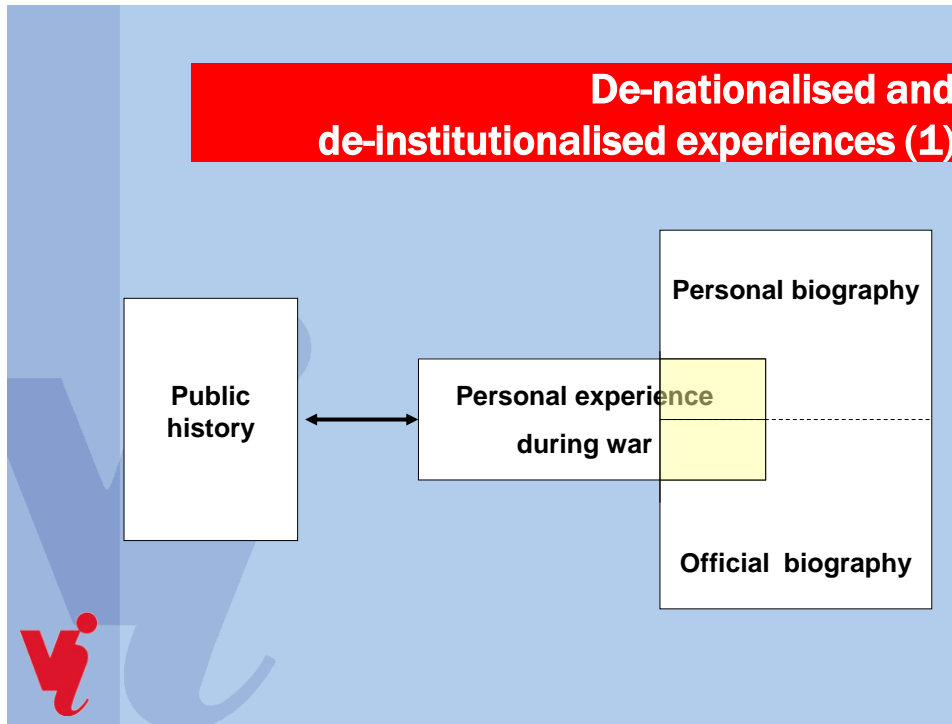 De-nationalised and
de-institutionalised experiences (1)
Personal biography
Public
history
Personal experience
during war
Official biography